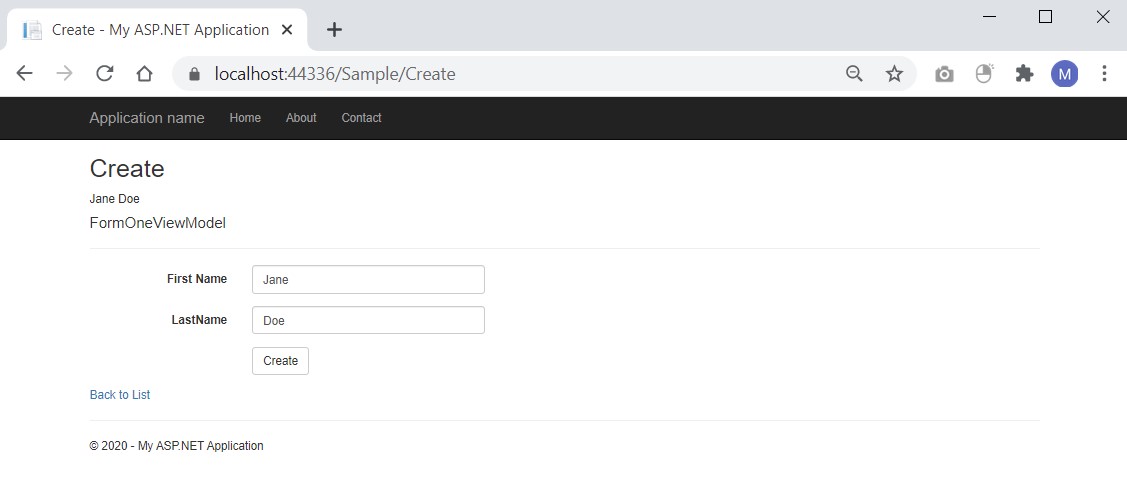 Create - My ASP.NET Application
localhost:44336/Sample/Create
M
Application name Home About Contact
Create
Jane Doe
FormOneViewModel
First Name Jane
LastName Doe
Create
Back to List
© 2020 - My ASP.NET Application